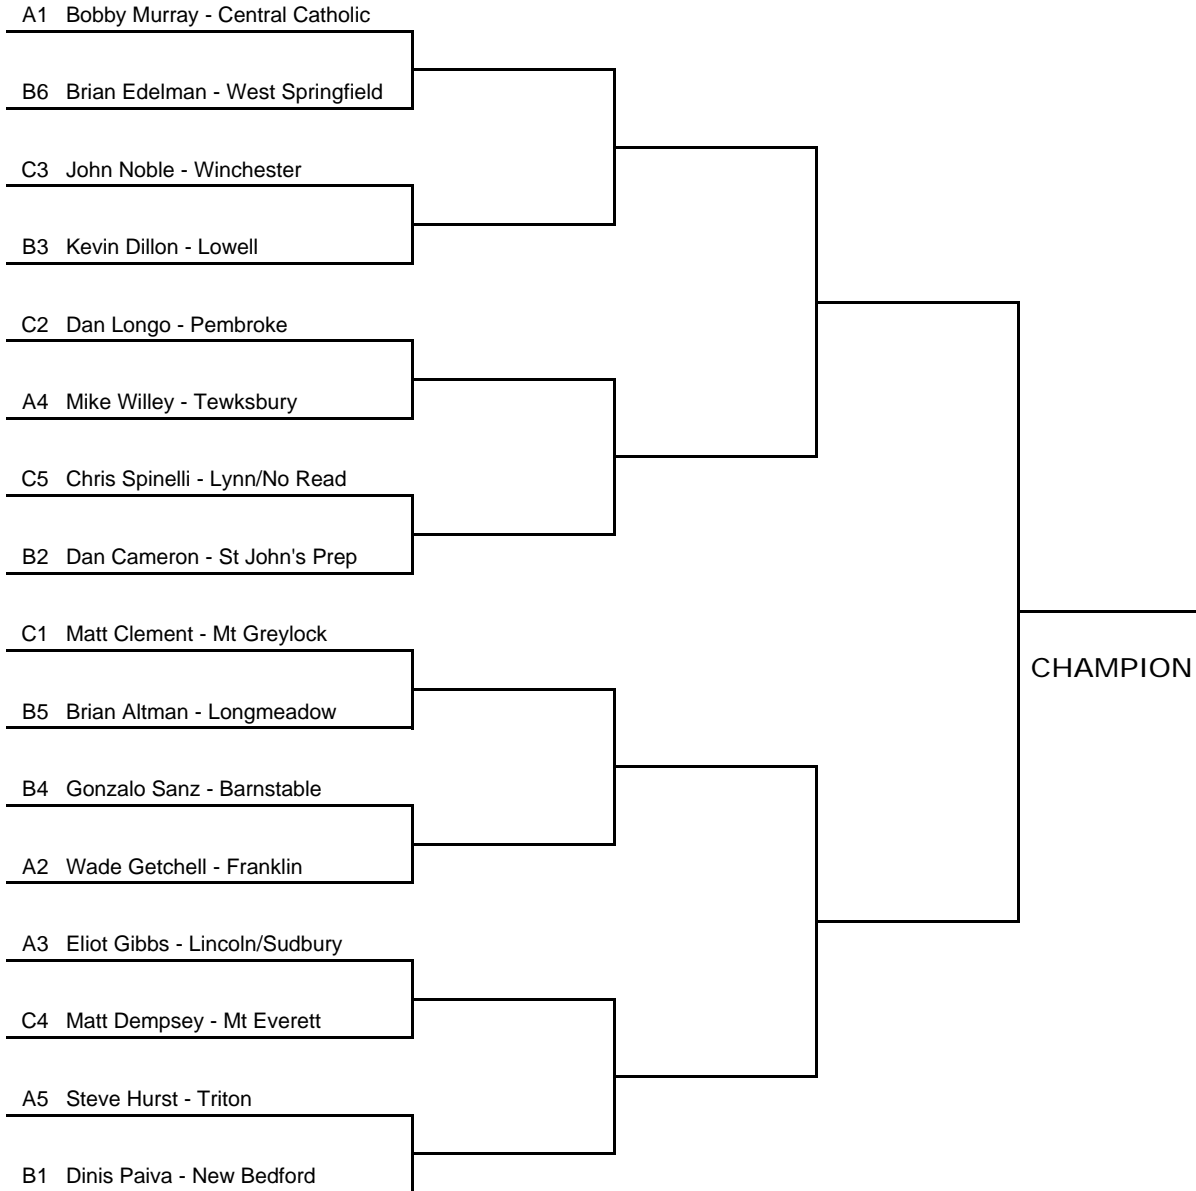 A1 Bobby Murray - Central Catholic
B6 Brian Edelman - West Springfield
C3 John Noble - Winchester
B3 Kevin Dillon - Lowell
C2 Dan Longo - Pembroke
A4 Mike Willey - Tewksbury
C5 Chris Spinelli - Lynn/No Read
B2 Dan Cameron - St John's Prep
C1 Matt Clement - Mt Greylock
CHAMPION
B5 Brian Altman - Longmeadow
B4 Gonzalo Sanz - Barnstable
A2 Wade Getchell - Franklin
A3 Eliot Gibbs - Lincoln/Sudbury
C4 Matt Dempsey - Mt Everett
A5 Steve Hurst - Triton
B1 Dinis Paiva - New Bedford